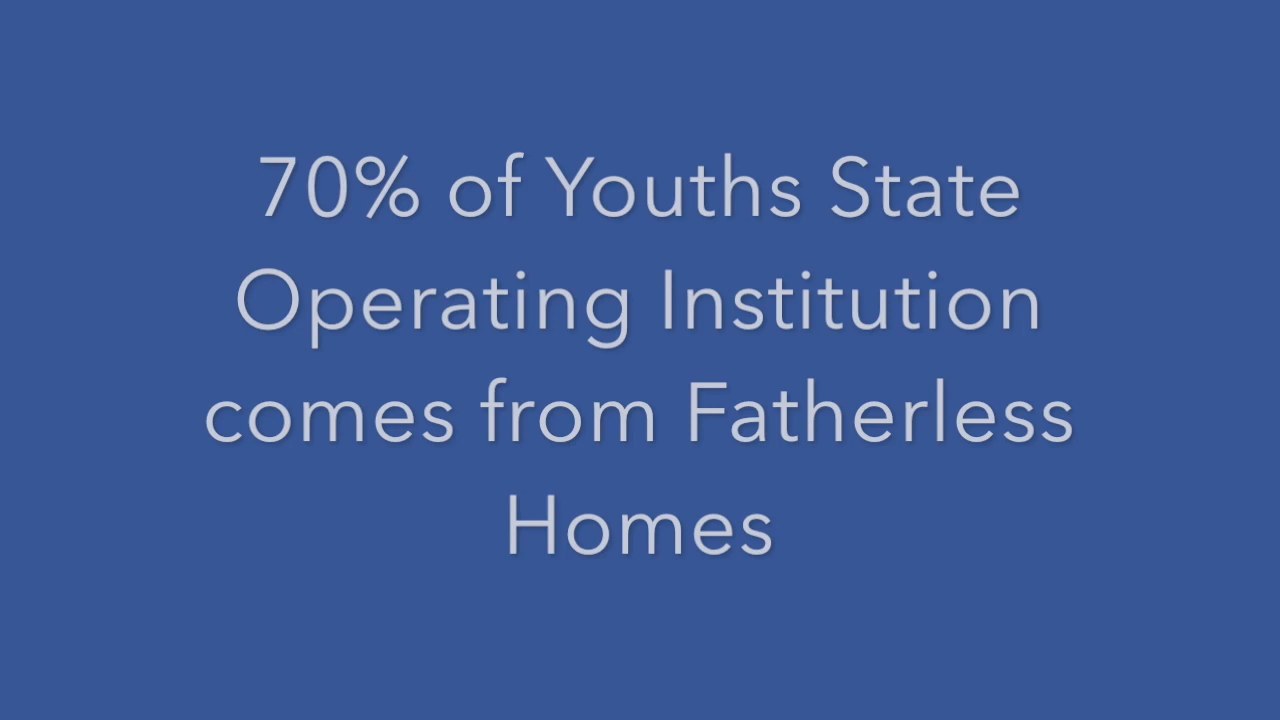 70% of Youths State
Operating Institution
comes from Fatherless
Homes